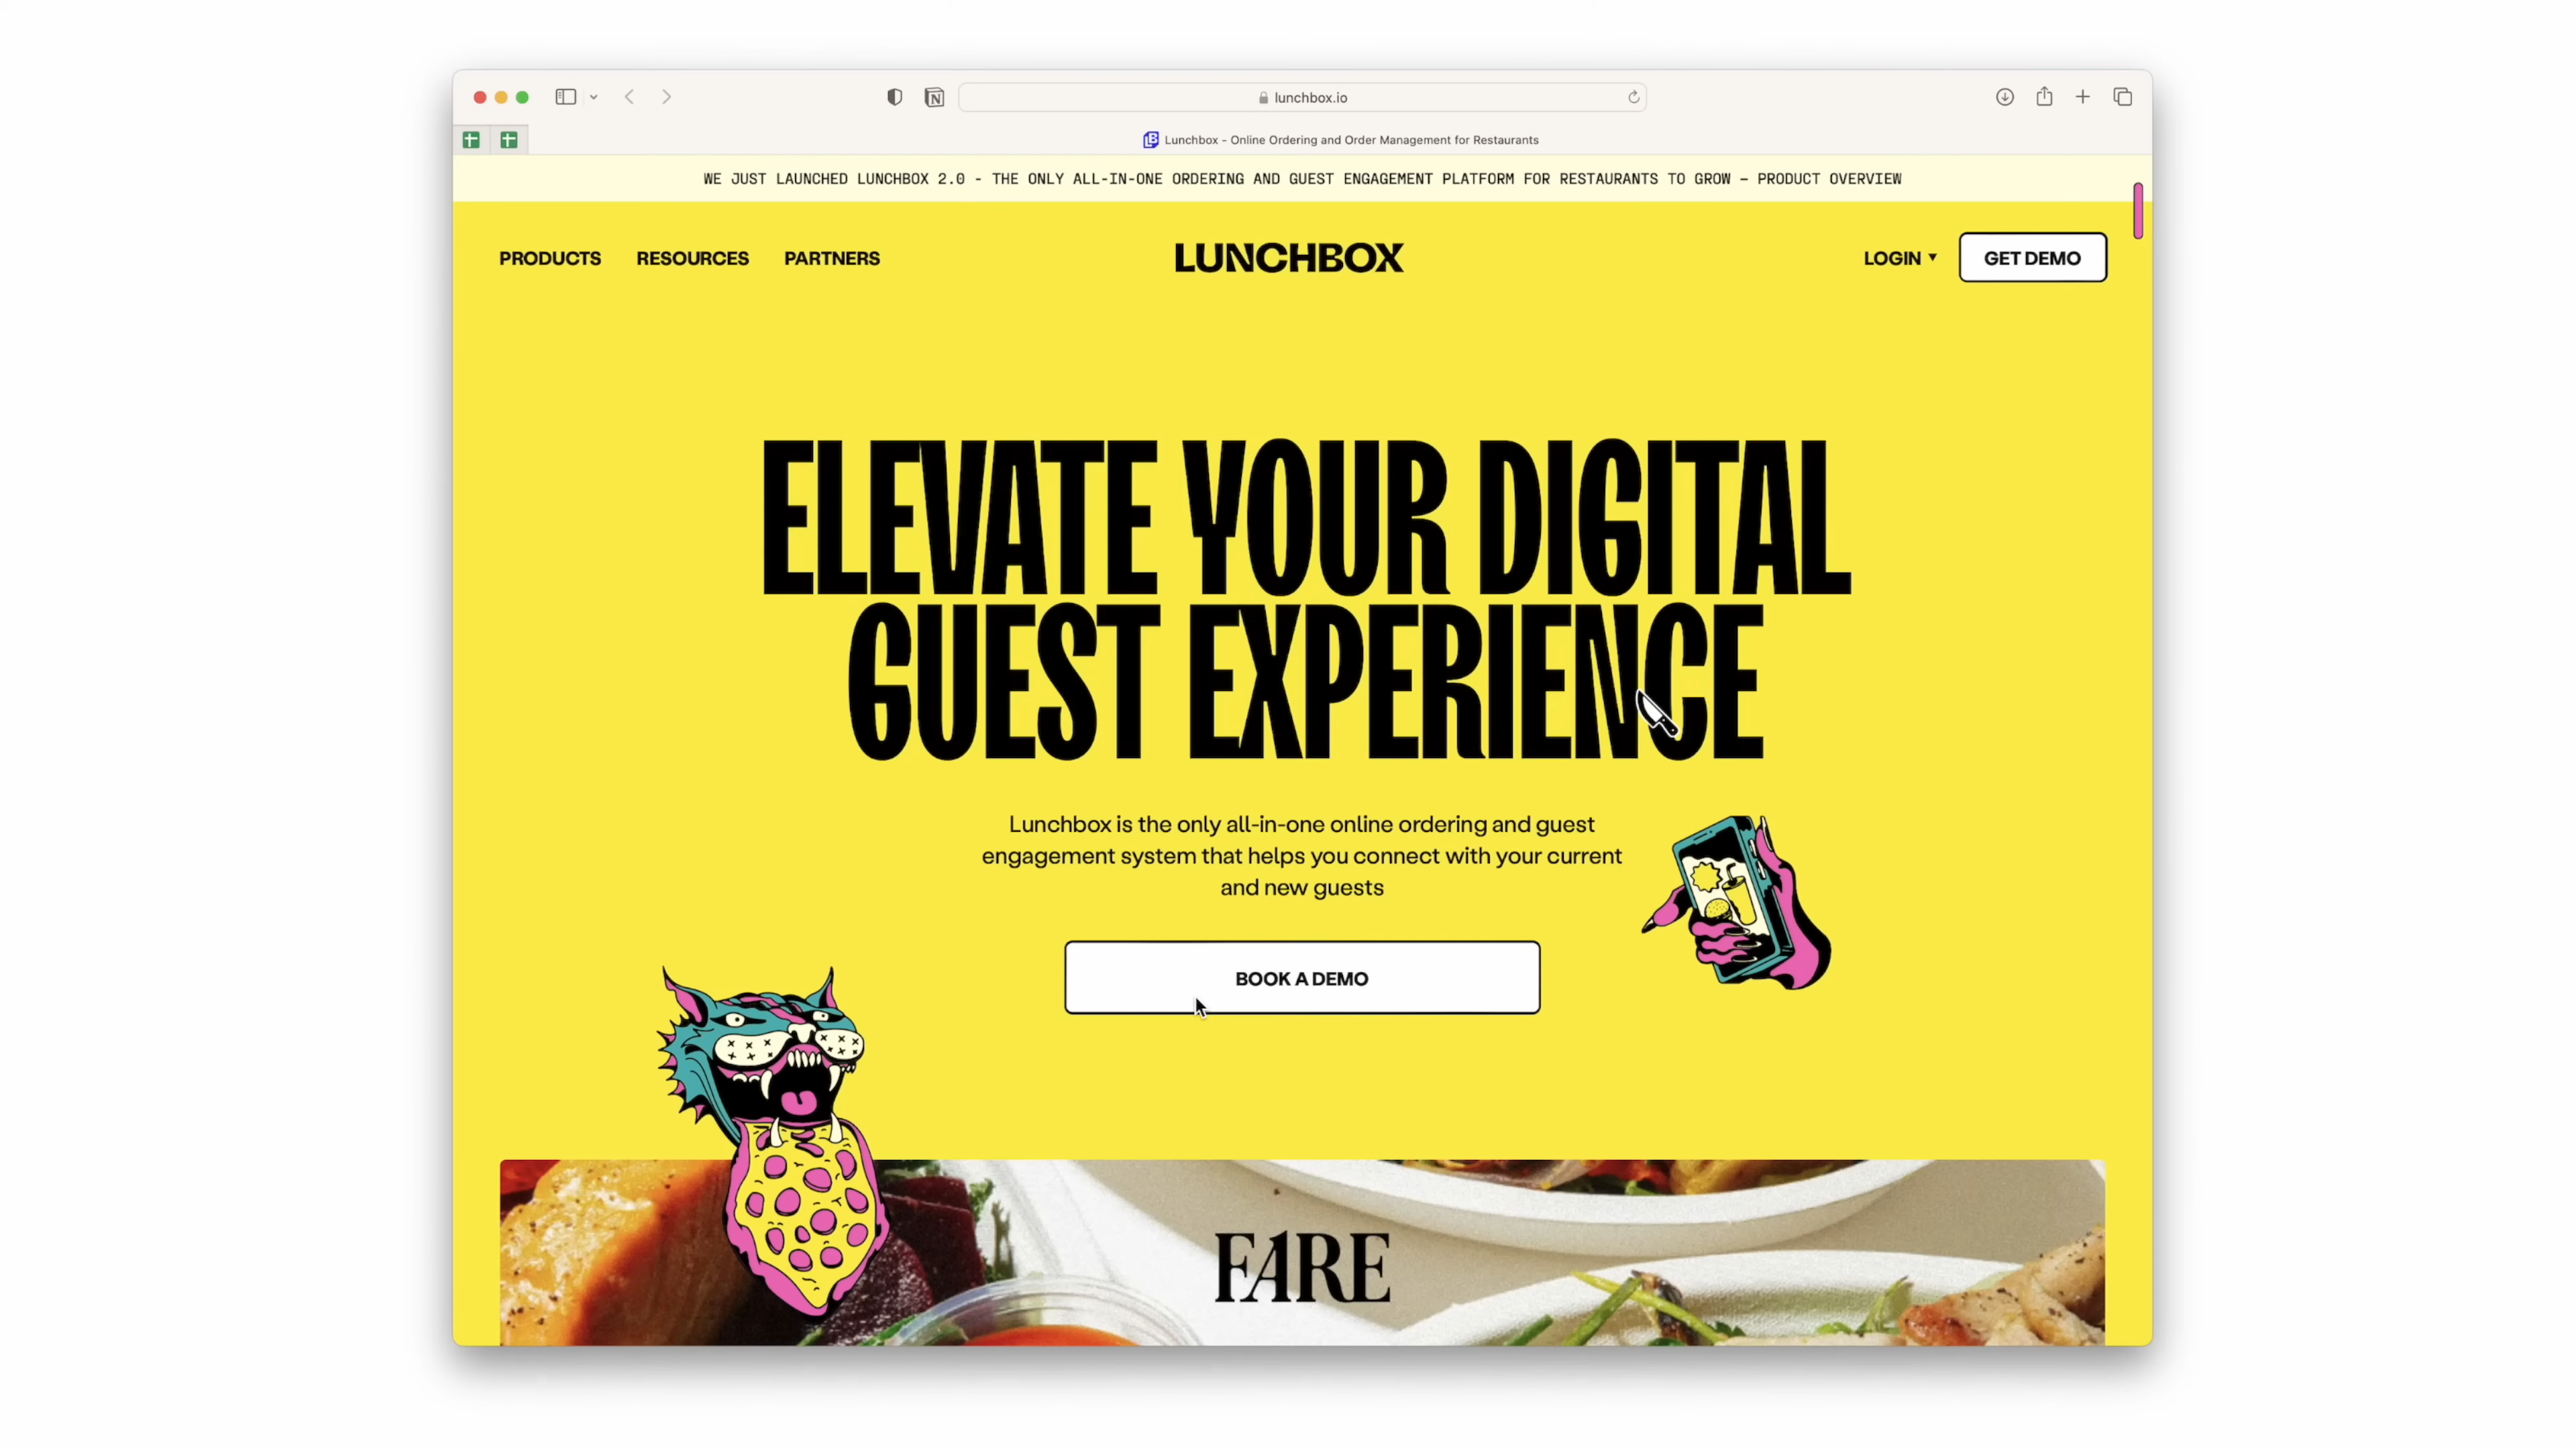 lunchbox.io
Lunchbox - Online Ordering and Order Management for Restaurants
WE JUST LAUNCHED LUNCHBOX 2.0 - THE ONLY ALL-IN-ONE ORDERING AND GUEST ENGAGEMENT PLATFORM FOR RESTAURANTS TO GROW – PRODUCT OVERVIEW
PRODUCTS RESOURCES PARTNERS LUNCHBOX LOGIN GET DEMO
ELEVATE YOUR DIGITAL
GUEST EXPERIENCE
Lunchbox is the only all-in-one online ordering and guest
engagement system that helps you connect with your current
and new guests
BOOK A DEMO
FARE